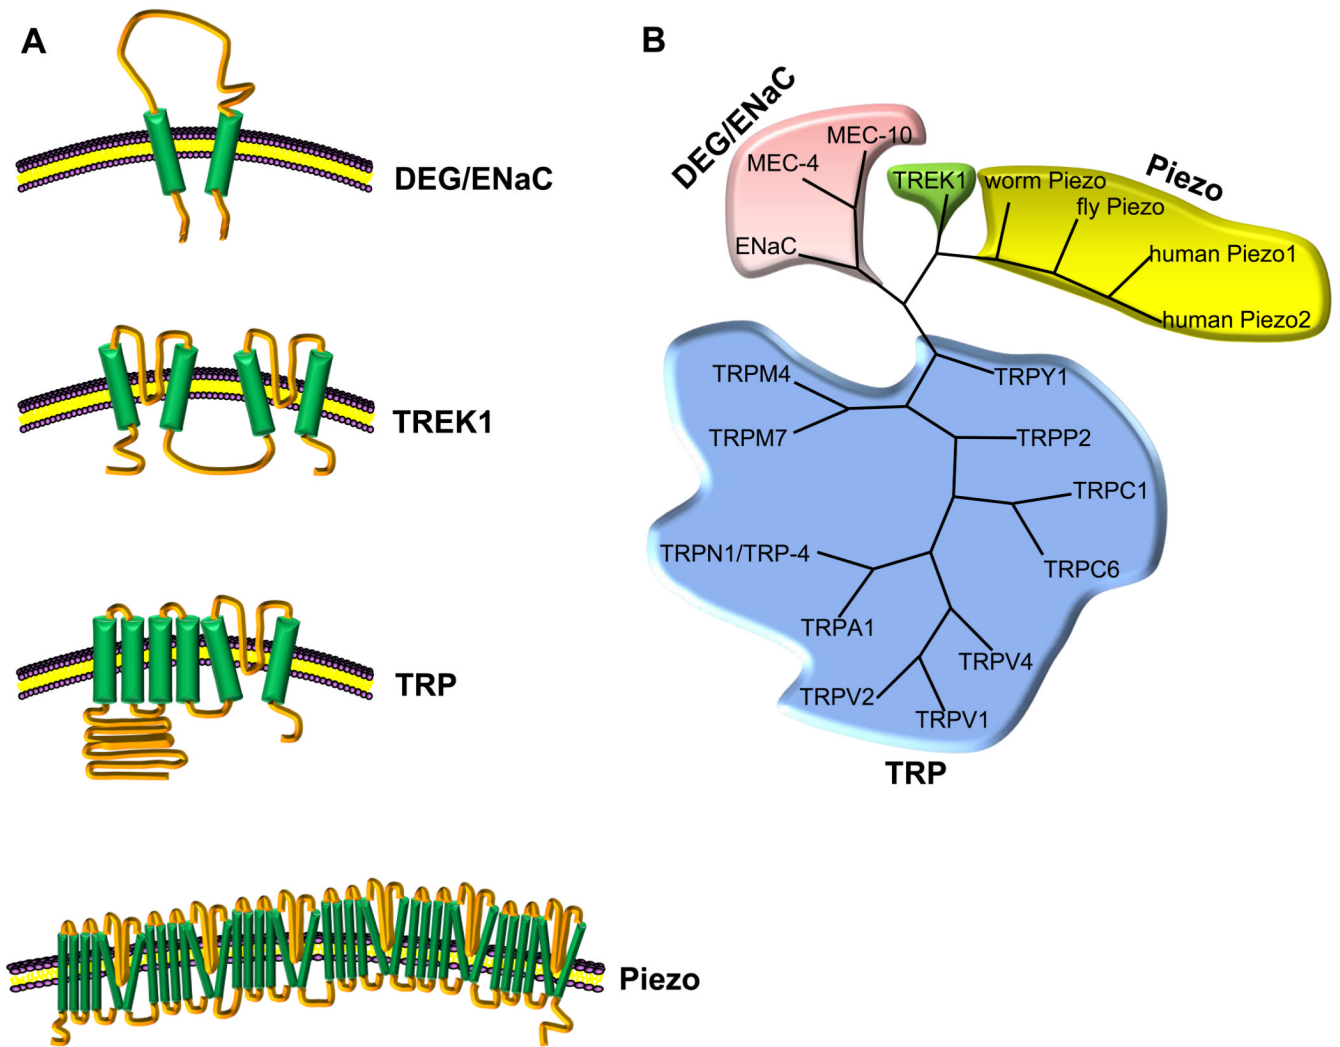 A
DEG/ENaC
TREK1
TRP
Piezo
B
DEG/ENaC
MEC-10
MEC-4
ENaC
TREK1
worm Piezo
Piezo
fly Piezo
human Piezo1
human Piezo2
TRPM4
TRPY1
TRPM7
TRPP2
TRPC1
TRPN1/TRP-4
TRPC6
TRPA1
TRPV4
TRPV2
TRPV1
TRP